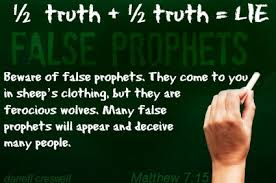 ½ truth + ½ truth = LIE
FALSE PROPHETS
Beware of false prophets. They come to you
in sheep's clothing, but they are
ferocious wolves. Many false
prophets will appear and deceive
many people.
darrell creswell
Matthew 7:15